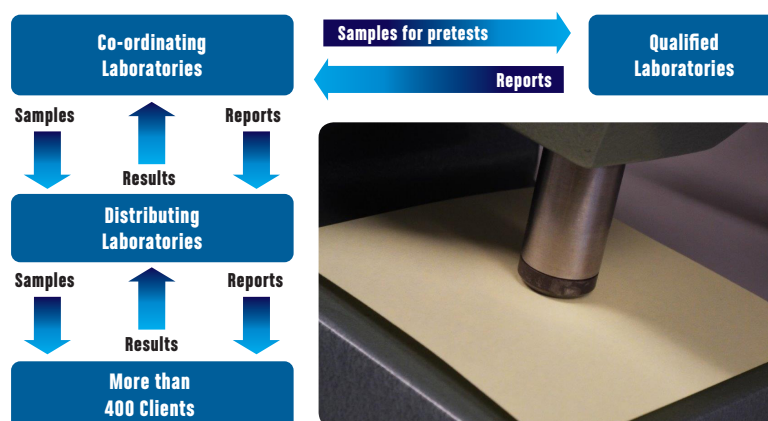 Co-ordinating
Laboratories
Samples for pretests
Reports
Qualified
Laboratories
Samples
Results
Reports
Distributing
Laboratories
Samples
Results
Reports
More than
400 Clients